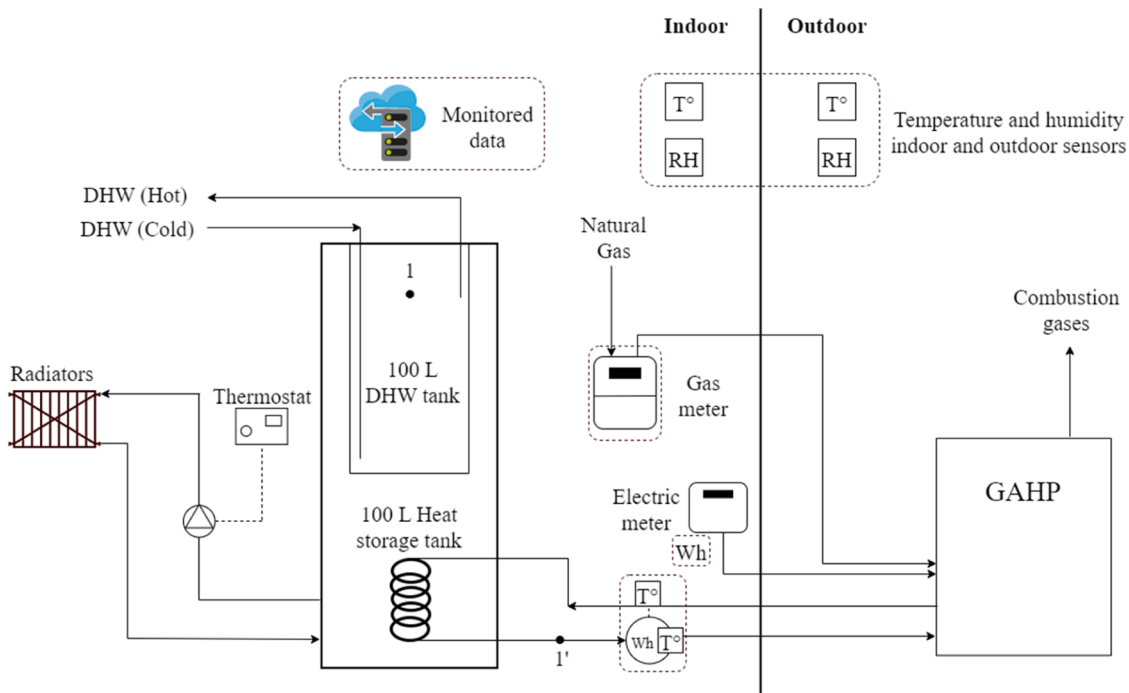 Indoor
Outdoor
Monitored
data
T°
T°
RH
RH
Temperature and humidity
indoor and outdoor sensors
DHW (Hot)
DHW (Cold)
Natural
Gas
1
Combustion
gases
100 L
DHW tank
Radiators
Thermostat
Gas
meter
GAHP
Electric
meter
Wh
100 L Heat
storage tank
T°
Wh
T°
1'